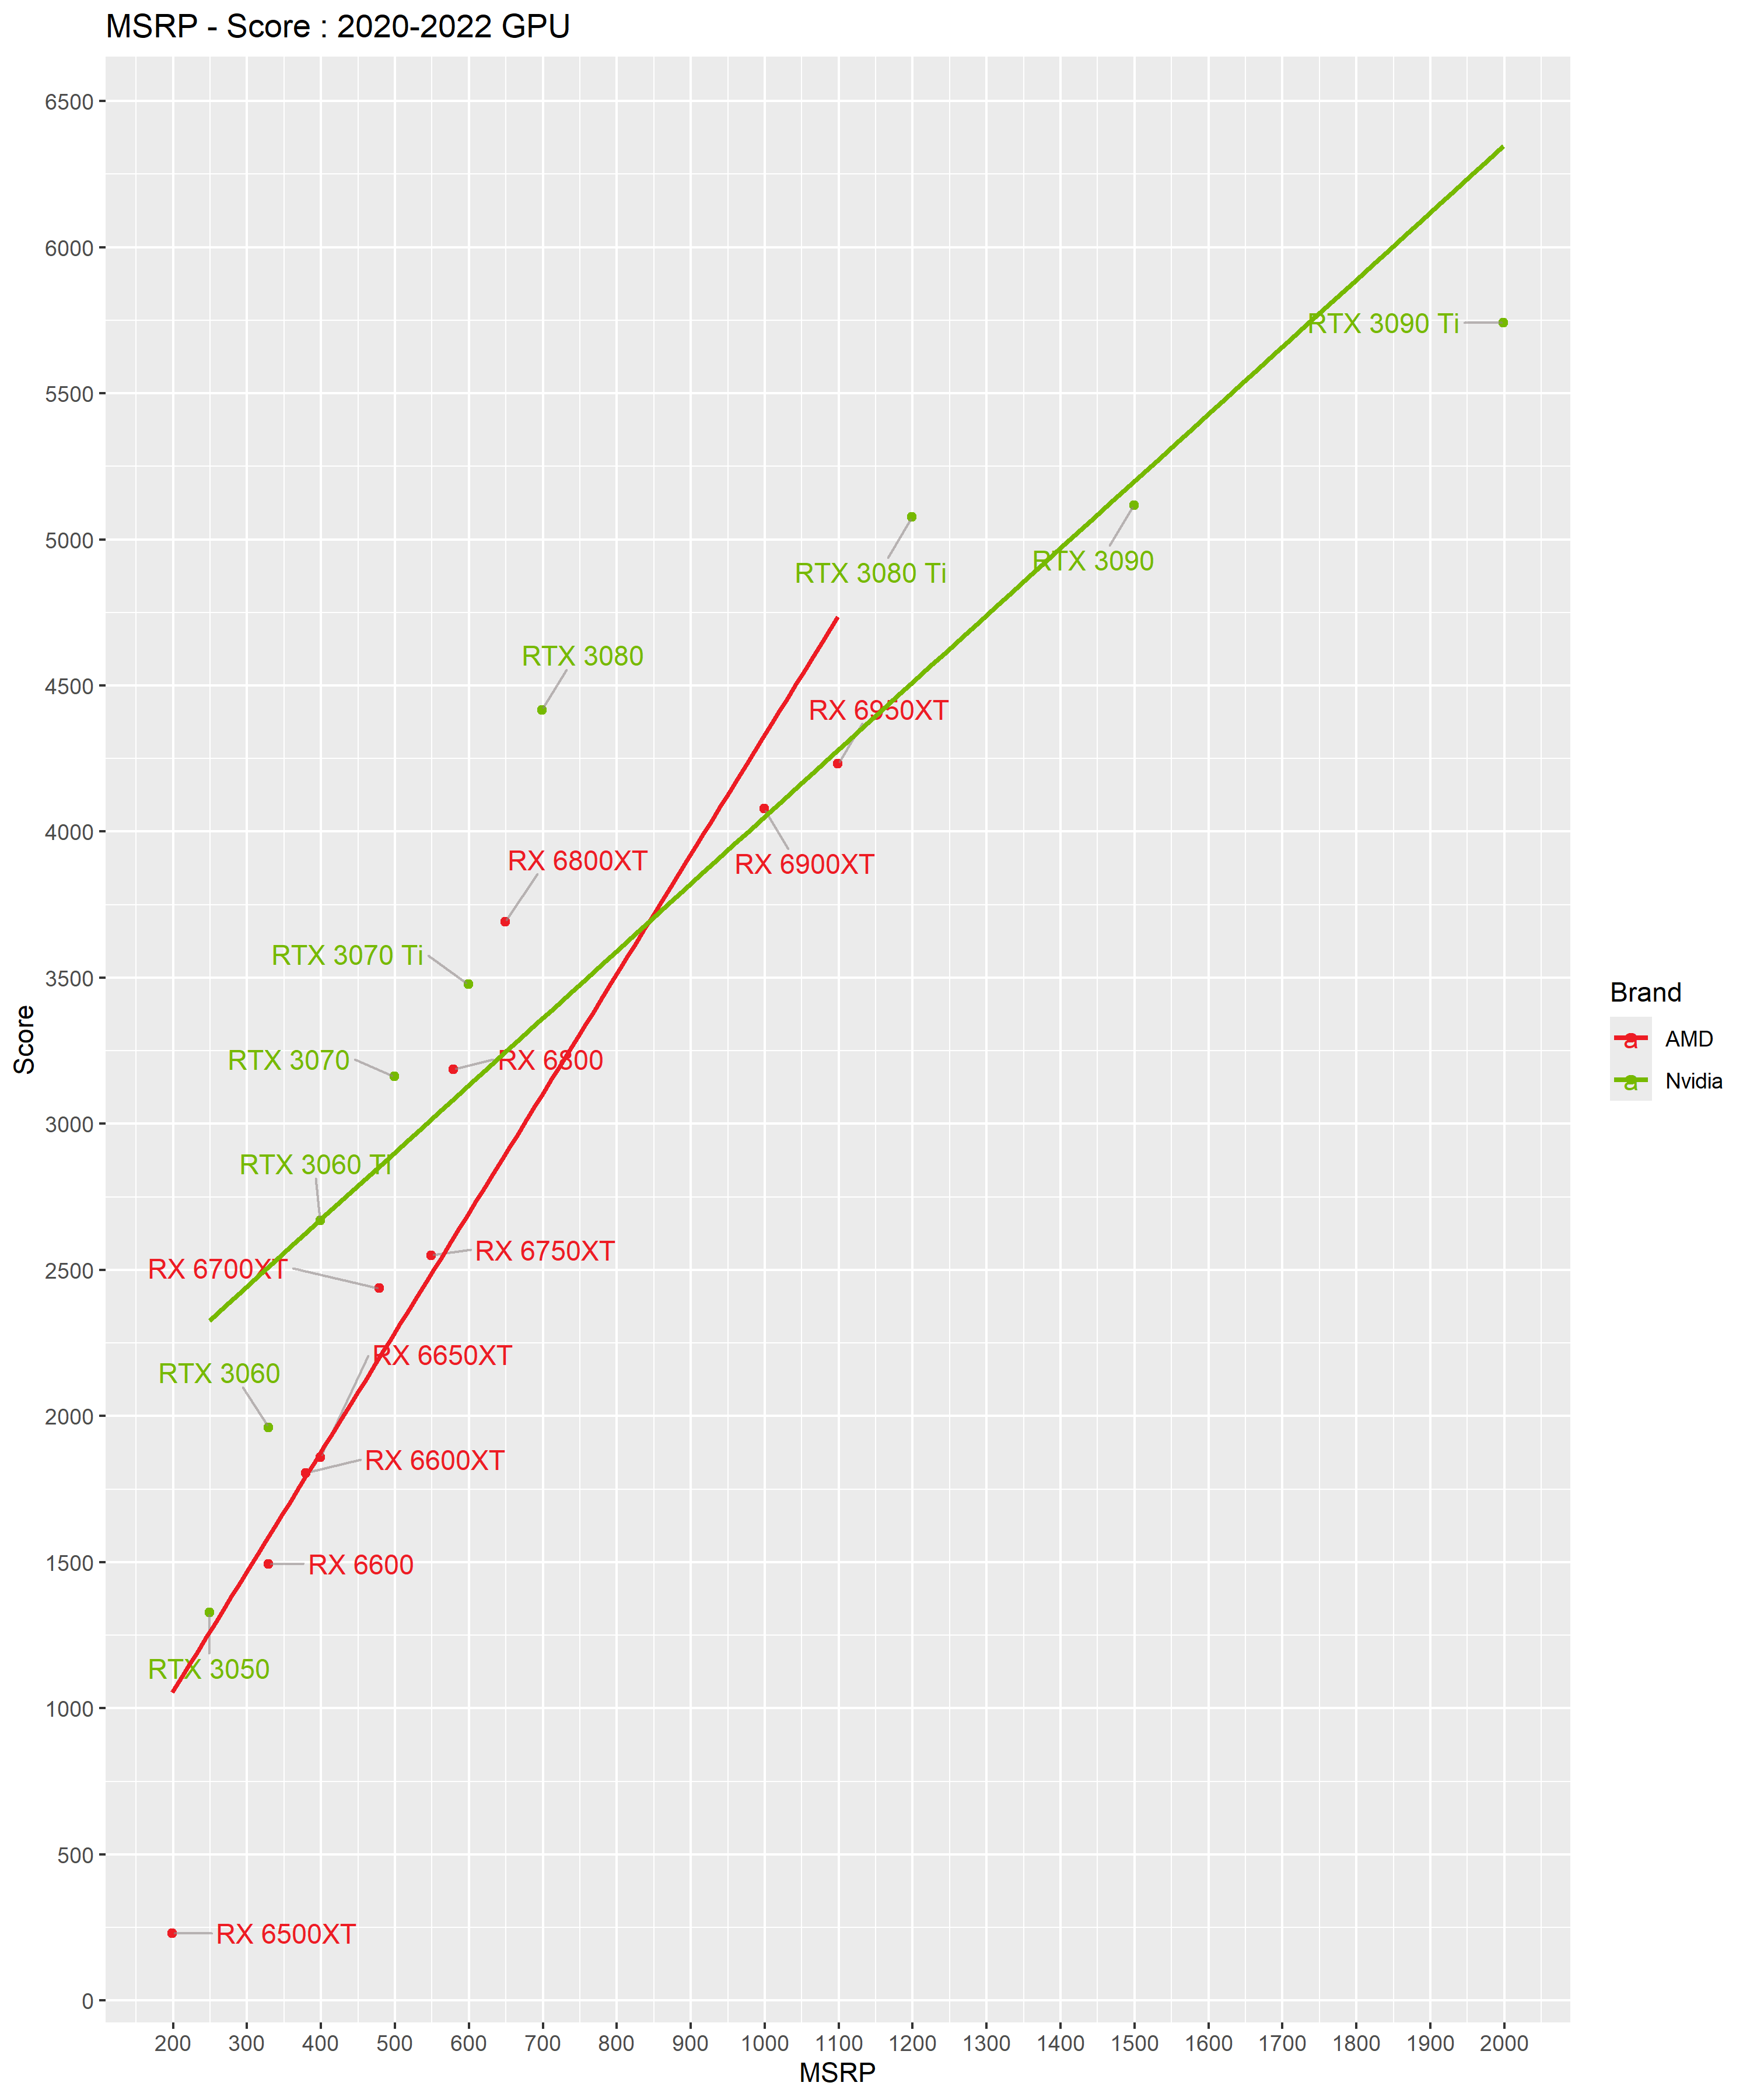 MSRP - Score : 2020-2022 GPU
6500
6000
5500
5000
4500
4000
3500
3000
2500
2000
1500
1000
500
0
Score
RTX 3090 Ti
RTX 3090
RTX 3080 Ti
RTX 3080
RX 6950XT
RX 6900XT
RX 6800XT
RTX 3070 Ti
RTX 3070
RX 6800
RTX 3060 Ti
RX 6750XT
RX 6700XT
RX 6650XT
RTX 3060
RX 6600XT
RX 6600
RTX 3050
RX 6500XT
200 300 400 500 600 700 800 900 1000 1100 1200 1300 1400 1500 1600 1700 1800 1900 2000
MSRP
Brand
a AMD
a Nvidia